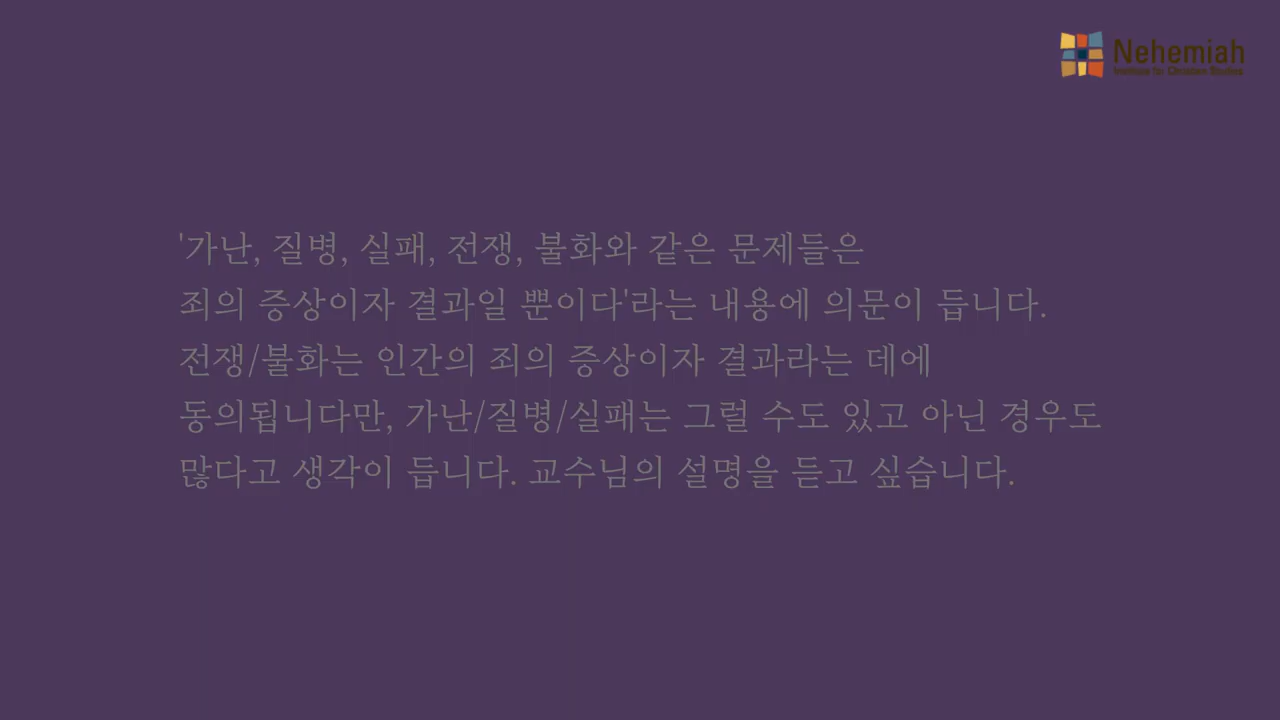 Nehemiah
Institute for Christian Studies
'가난, 질병, 실패, 전쟁, 불화와 같은 문제들은
죄의 증상이자 결과일 뿐이다'라는 내용에 의문이 듭니다.
전쟁/불화는 인간의 죄의 증상이자 결과라는 데에
동의됩니다만, 가난/질병/실패는 그럴 수도 있고 아닌 경우도
많다고 생각이 듭니다. 교수님의 설명을 듣고 싶습니다.